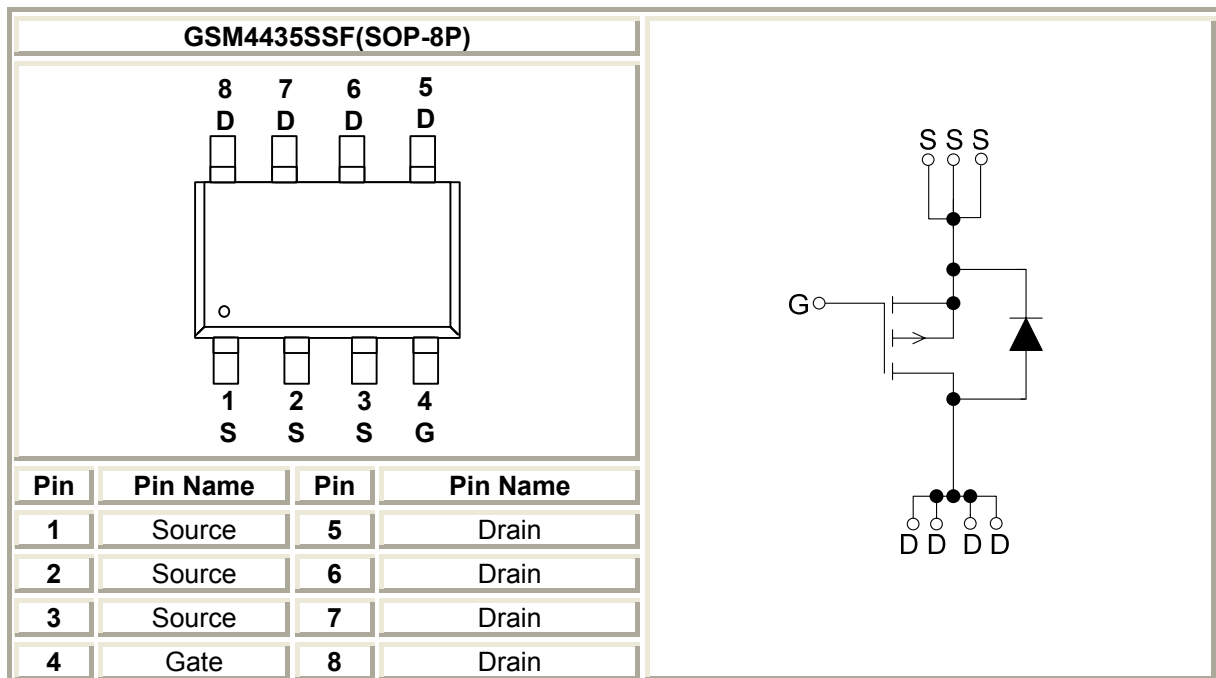 GSM4435SSF(SOP-8P)
8 7 6 5
D D D D
1 2 3 4
S S S G
Pin Pin Name Pin Pin Name
1 Source 5 Drain
2 Source 6 Drain
3 Source 7 Drain
4 Gate 8 Drain
S S S
G
D D D D